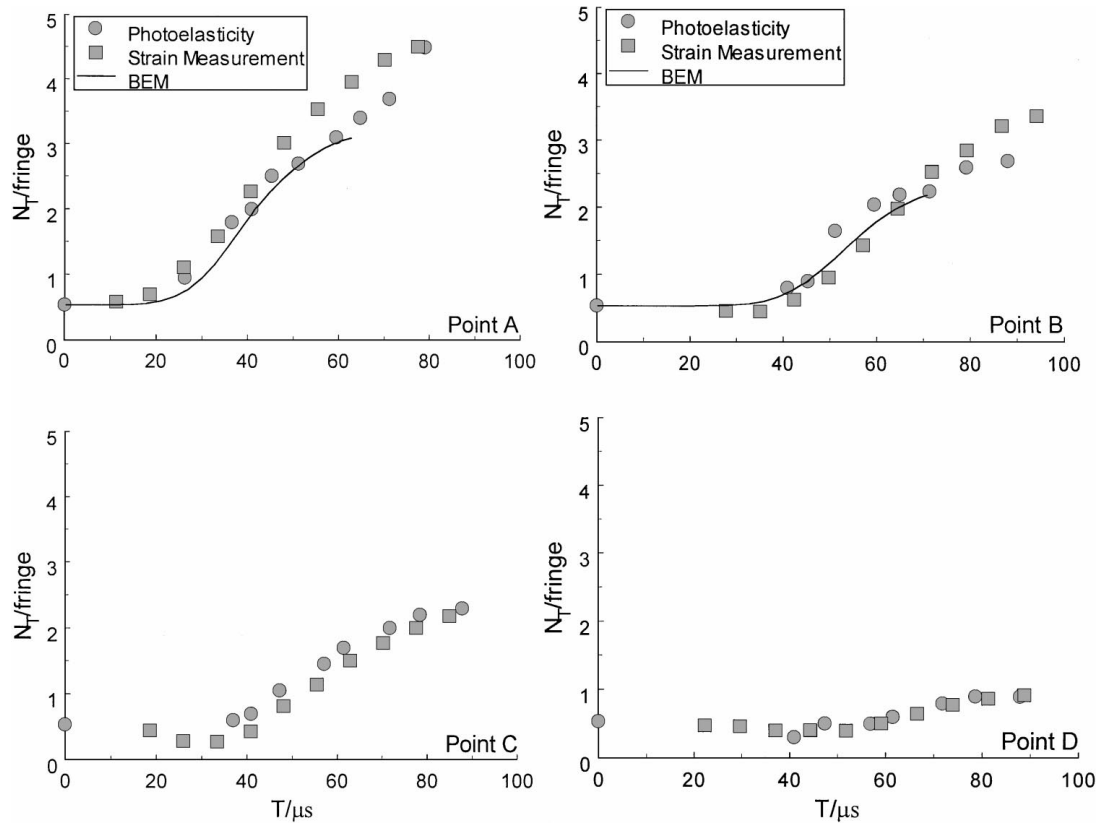 5
4
3
2
1
0
N_T/fringe
Photoelasticity
Strain Measurement
BEM
Point A
0 20 40 60 80 100
5
4
3
2
1
0
N_T/fringe
Photoelasticity
Strain Measurement
BEM
Point B
0 20 40 60 80 100
5
4
3
2
1
0
N_T/fringe
Point C
0 20 40 60 80 100
T/μs
5
4
3
2
1
0
N_T/fringe
Point D
0 20 40 60 80 100
T/μs